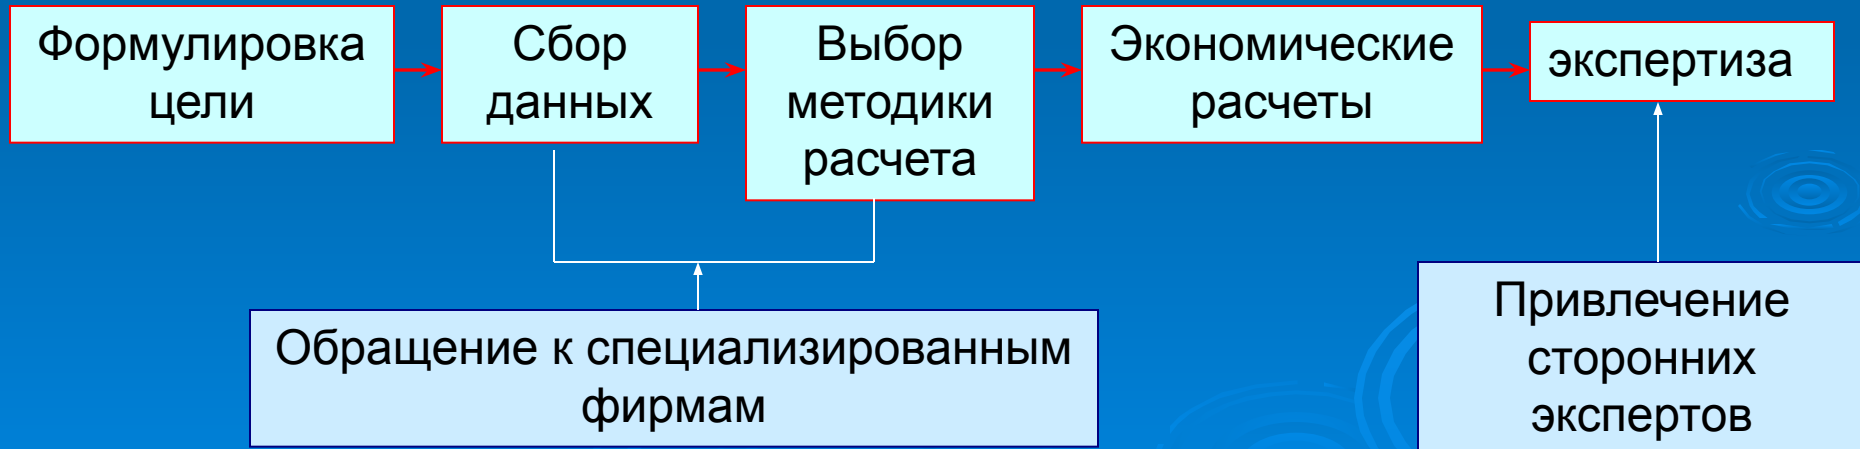 Формулировка
цели
Сбор
данных
Выбор
методики
расчета
Экономические
расчеты
экспертиза
Обращение к специализированным
фирмам
Привлечение
сторонних
экспертов